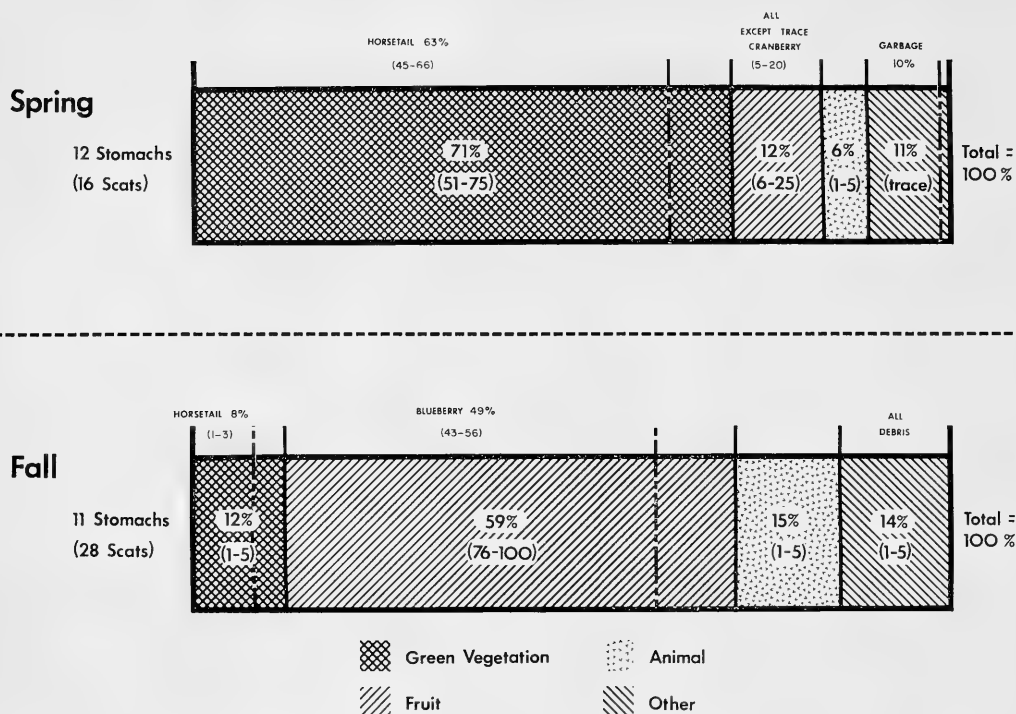 ALL
EXCEPT TRACE
HORSETAIL 63% CRANBERRY GARBAGE
(45-66) (5-20) 10%
Spring
12 Stomachs 71% 12% 6% 11% Total =
(16 Scats) (51-75) (6-25) (1-5) (trace) 100%
HORSETAIL 8% BLUEBERRY 49% ALL
(1-3) (43-56) DEBRIS
Fall
11 Stomachs 12% 59% 15% 14% Total =
(28 Scats) (1-5) (76-100) (1-5) (1-5) 100%
Green Vegetation Animal
Fruit Other